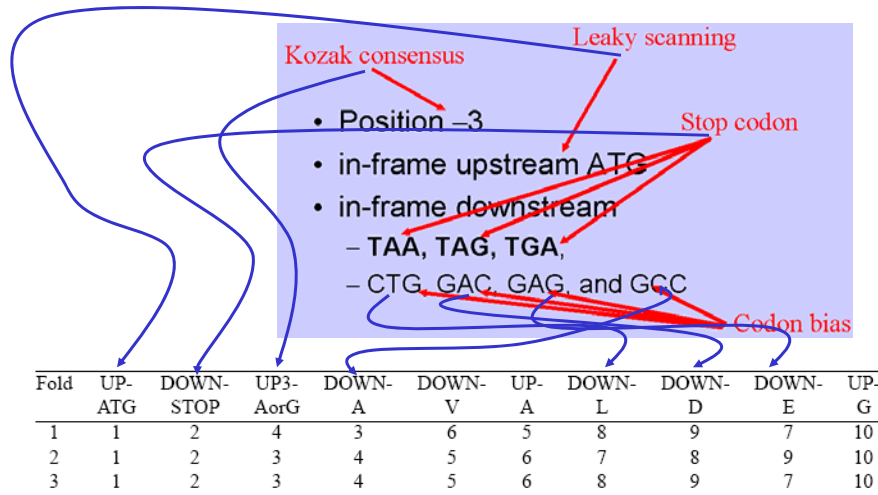 Leaky scanning
Kozak consensus
• Position –3
Stop codon
• in-frame upstream ATG
• in-frame downstream
– TAA, TAG, TGA,
– CTG, GAC, GAG, and GCC
Codon bias
Fold UP- DOWN- UP3- DOWN- DOWN- UP- DOWN- DOWN- DOWN- UP-
ATG STOP AorG A V A L D E G
1 1 2 4 3 6 5 8 9 7 10
2 1 2 3 4 5 6 7 8 9 10
3 1 2 3 4 5 6 8 9 7 10